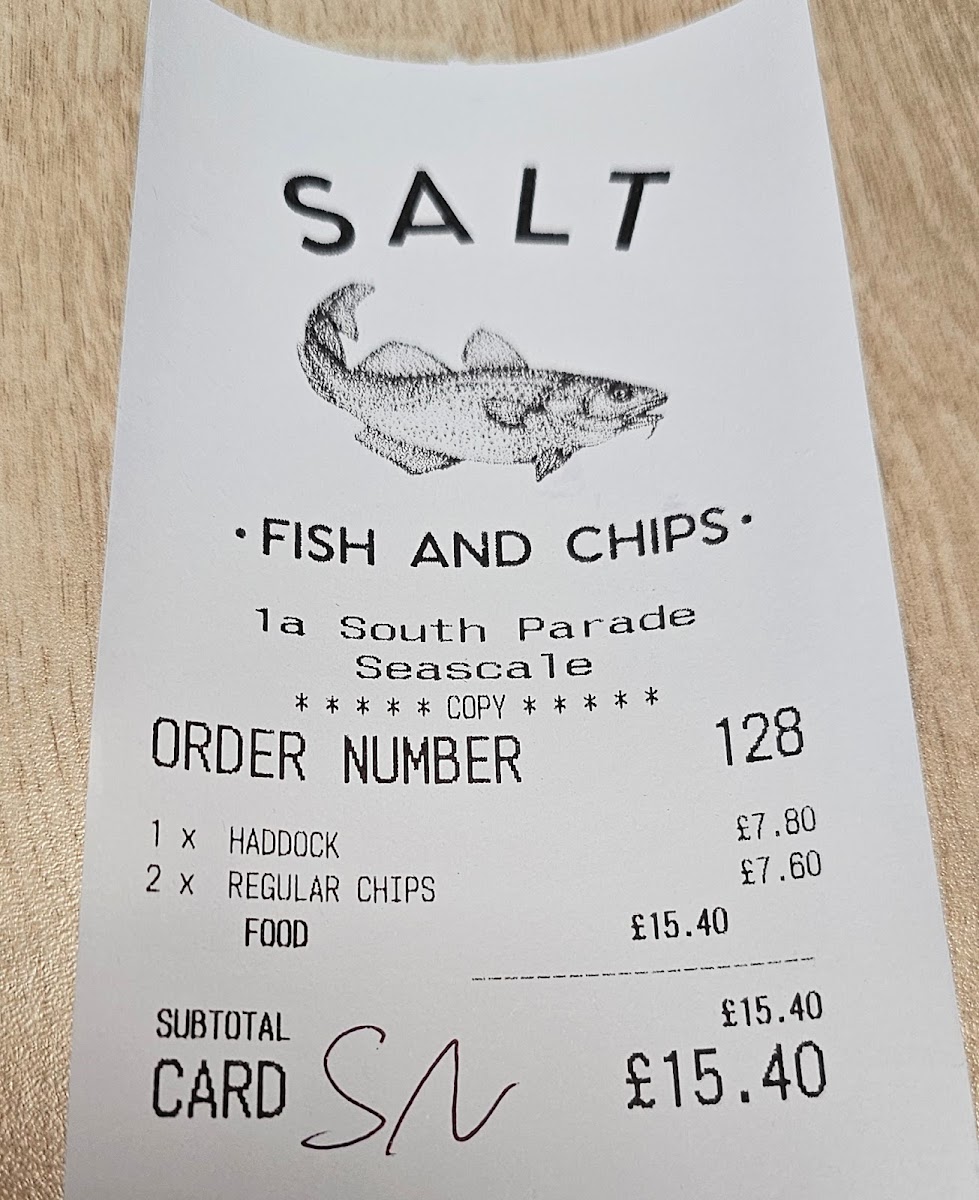 SALT
·FISH AND CHIPS·
1a South Parade
Seascale
***** COPY *****
ORDER NUMBER 128
1 x HADDOCK £7.80
2 x REGULAR CHIPS £7.60
FOOD £15.40
SUBTOTAL £15.40
CARD SN £15.40